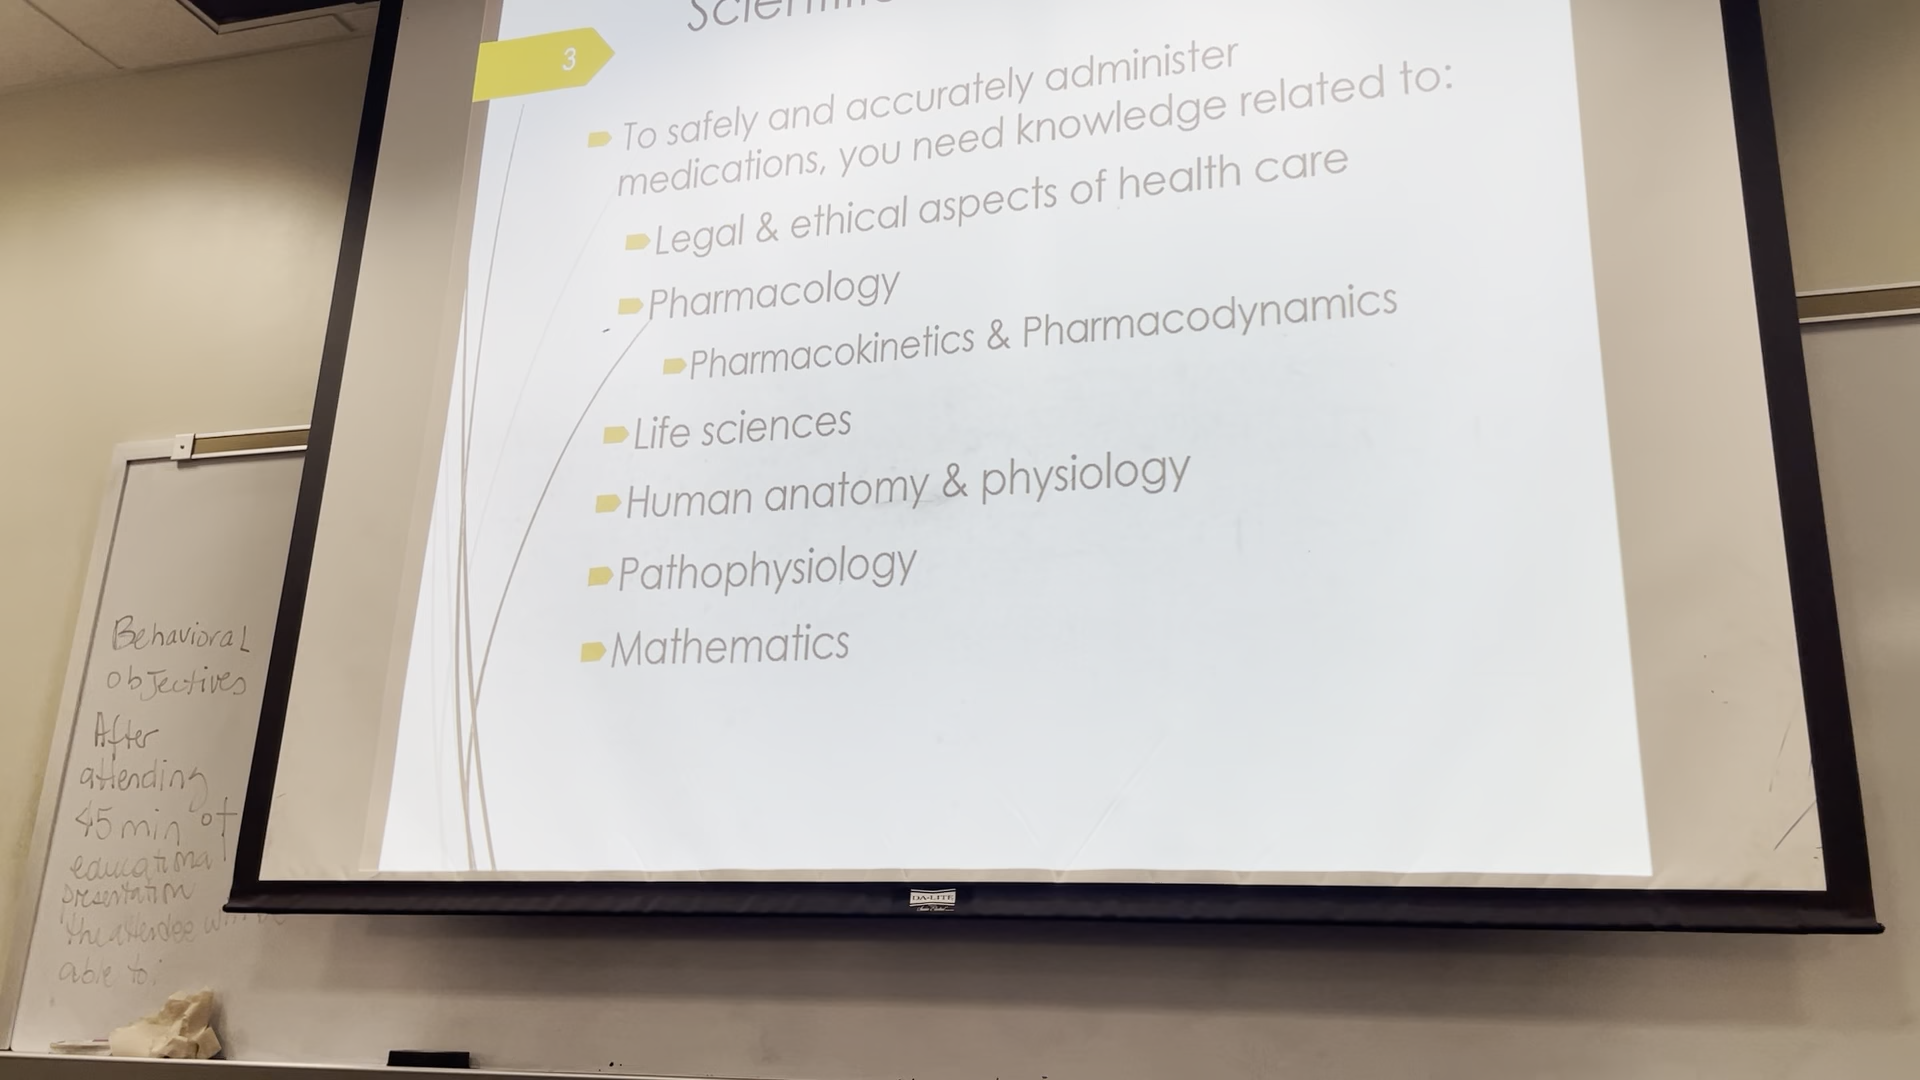 3
To safely and accurately administer
medications, you need knowledge related to:
Legal & ethical aspects of health care
Pharmacology
Pharmacokinetics & Pharmacodynamics
Life sciences
Human anatomy & physiology
Pathophysiology
Mathematics
Behavioral
objectives
After
attending
45 min of
educational
presentation
the attendee
able to:
DA-LITE